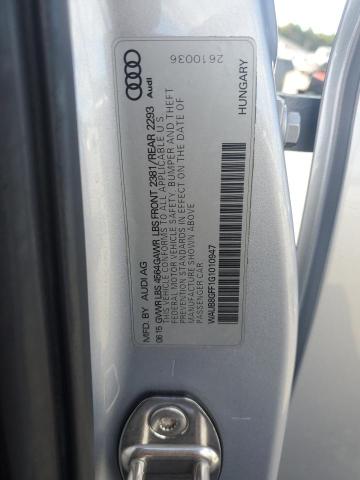 MFD. BY AUDI AG
Audi
06 15 GVWR LBS 4564 GAWR LBS FRONT 2381/REAR 2293
THIS VEHICLE CONFORMS TO ALL APPLICABLE U.S.
FEDERAL MOTOR VEHICLE SAFETY, BUMPER AND THEFT
PREVENTION STANDARDS IN EFFECT ON THE DATE OF
MANUFACTURE SHOWN ABOVE
PASSENGER CAR
WAUB8GFF1G1010947
HUNGARY
2610036